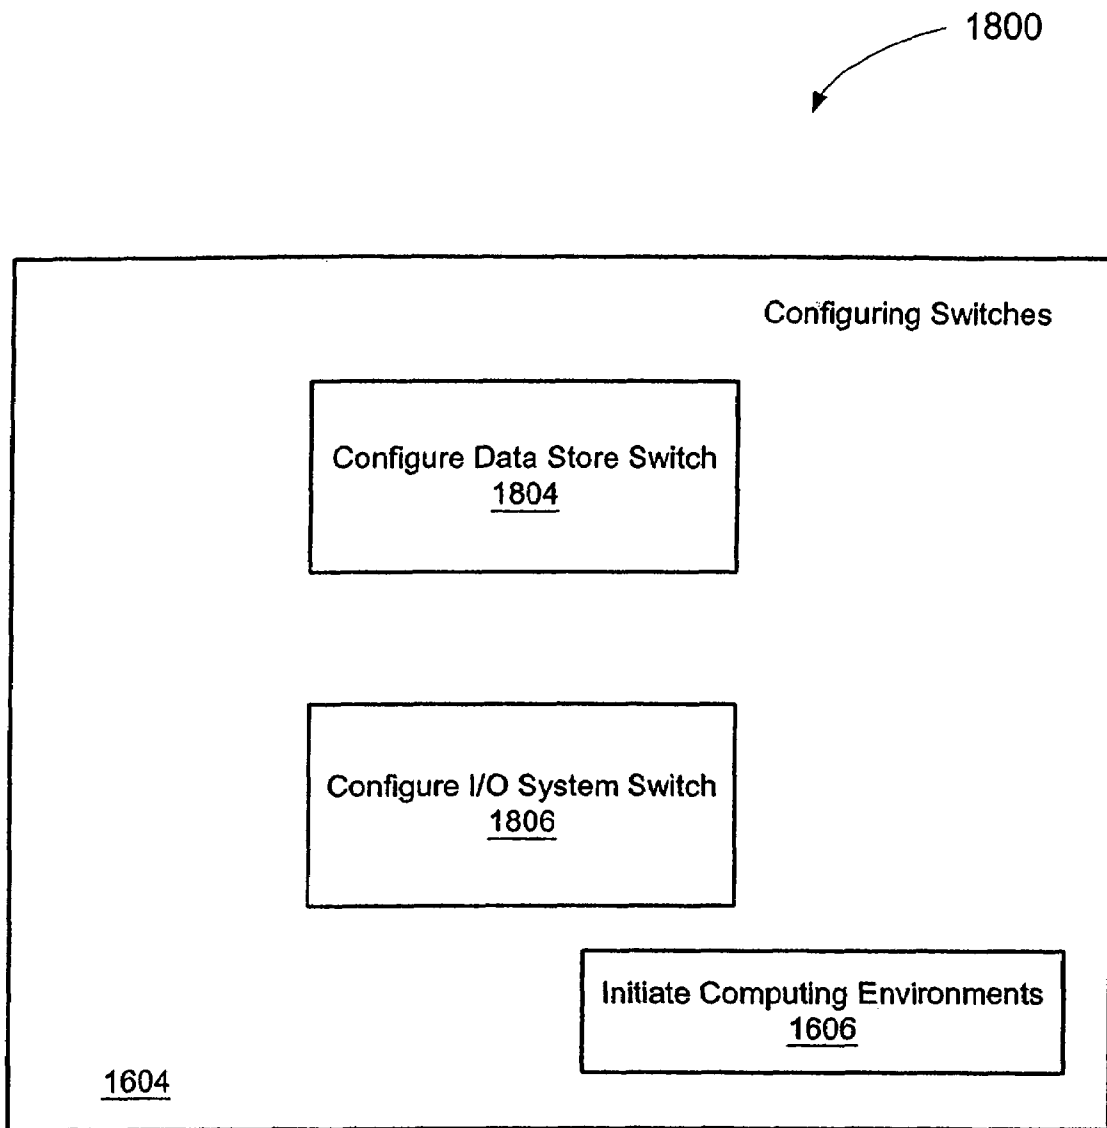 1800
Configuring Switches
Configure Data Store Switch
1804
Configure I/O System Switch
1806
Initiate Computing Environments
1606
1604